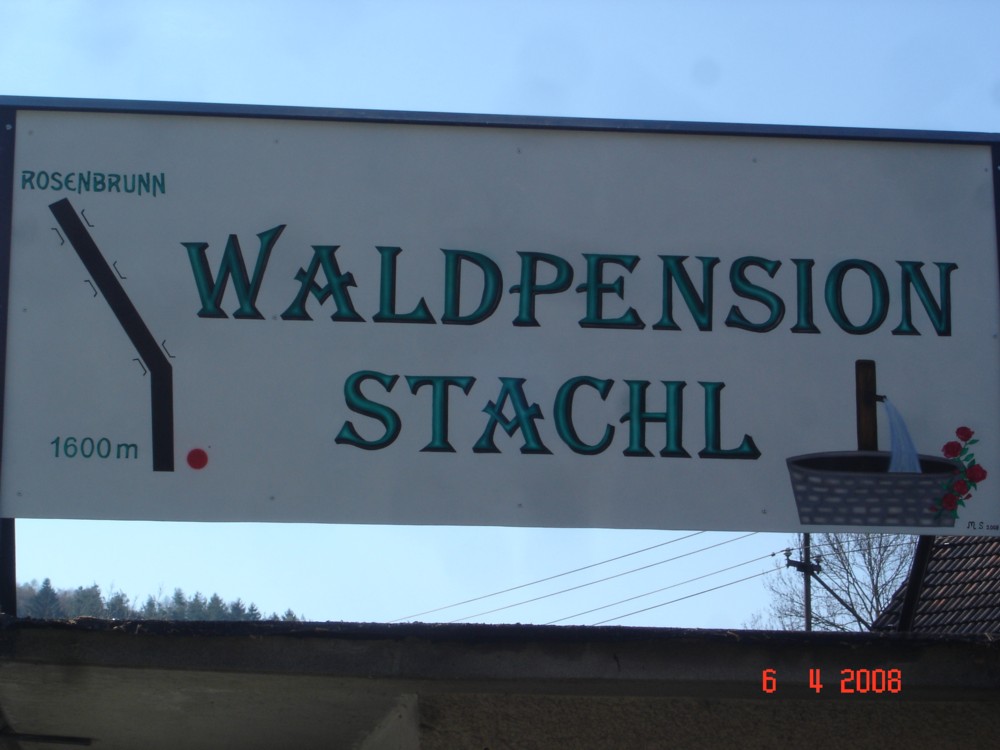 ROSENBRUNN
WALDPENSION
STACHL
1600m
6 4 2008